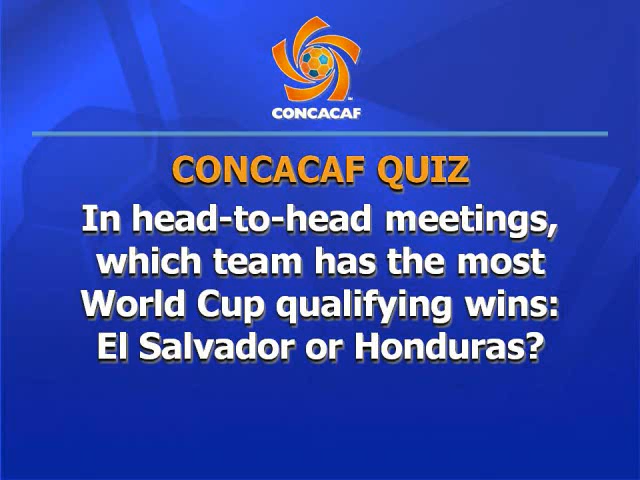 CONCACAF
CONCACAF QUIZ
In head-to-head meetings,
which team has the most
World Cup qualifying wins:
El Salvador or Honduras?